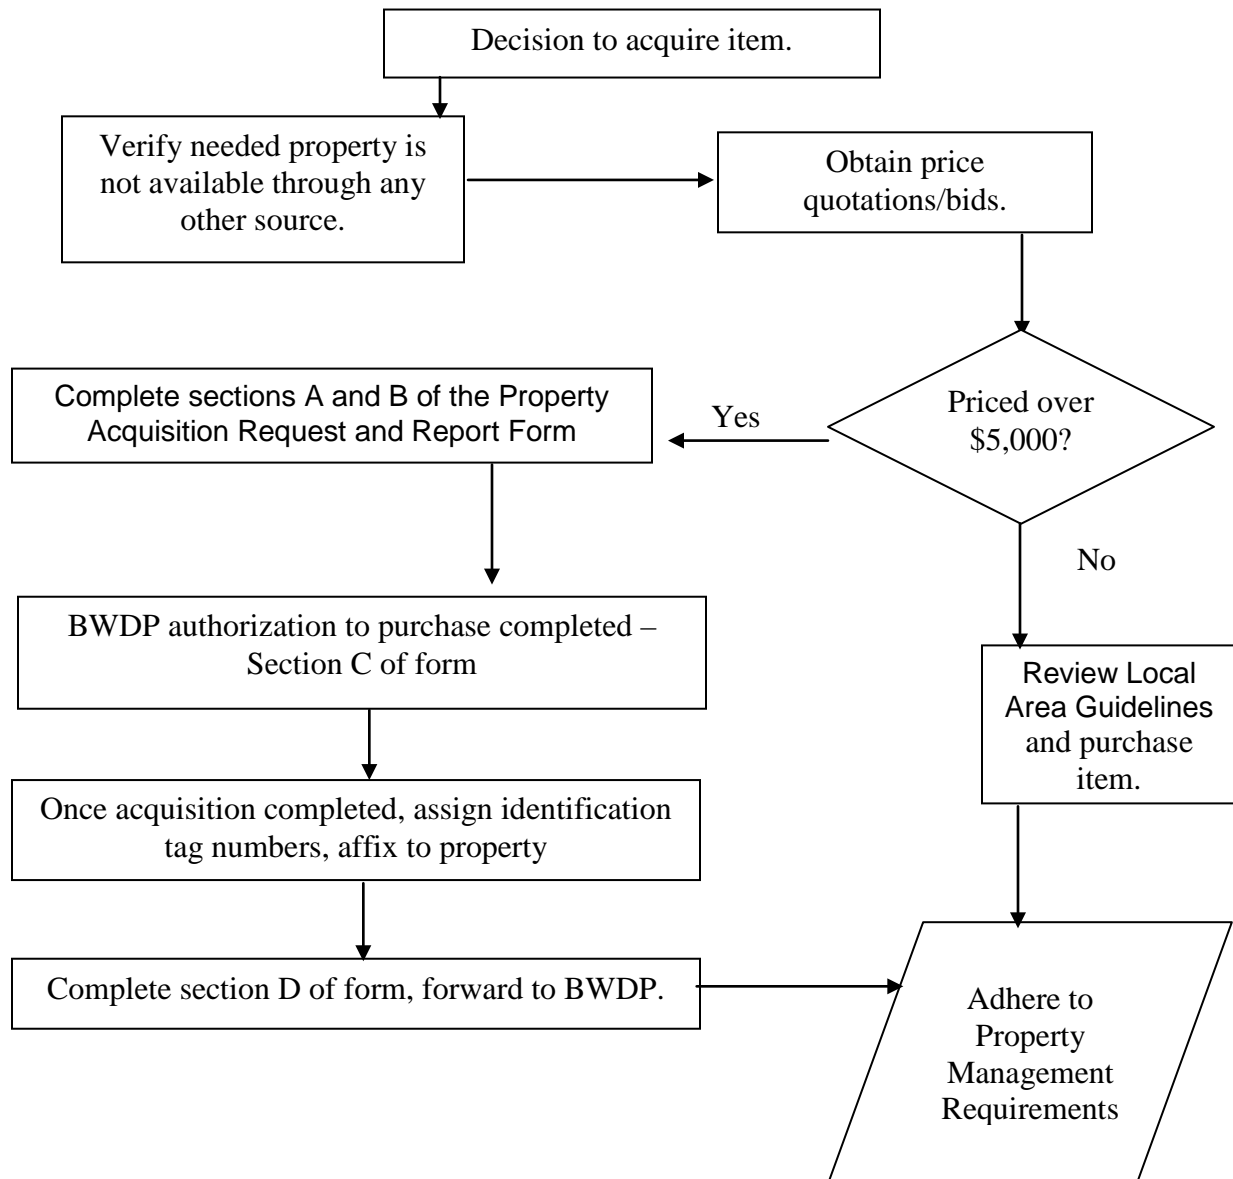 Decision to acquire item.
Verify needed property is
not available through any
other source.
Obtain price
quotations/bids.
Priced over
$5,000?
Yes
Complete sections A and B of the Property
Acquisition Request and Report Form
No
BWDP authorization to purchase completed –
Section C of form
Review Local
Area Guidelines
and purchase
item.
Once acquisition completed, assign identification
tag numbers, affix to property
Complete section D of form, forward to BWDP.
Adhere to
Property
Management
Requirements